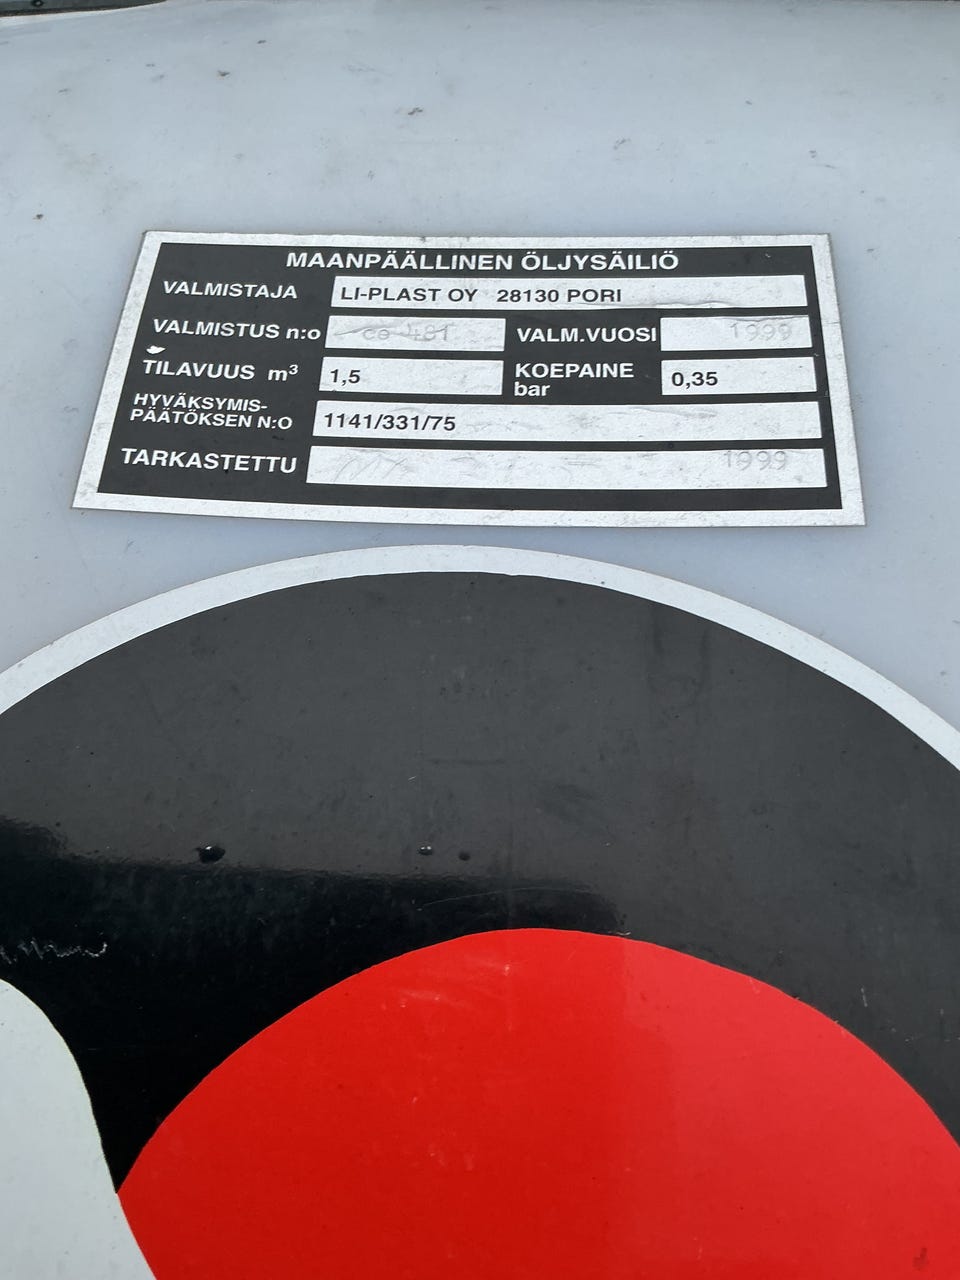 MAANPÄÄLLINEN ÖLJYSÄILIÖ
VALMISTAJA LI-PLAST OY 28130 PORI
VALMISTUS n:o 481 VALM.VUOSI 1999
TILAVUUS m³ 1,5 KOEPAINE bar 0,35
HYVÄKSYMIS-
PÄÄTÖKSEN N:O 1141/331/75
TARKASTETTU 1999